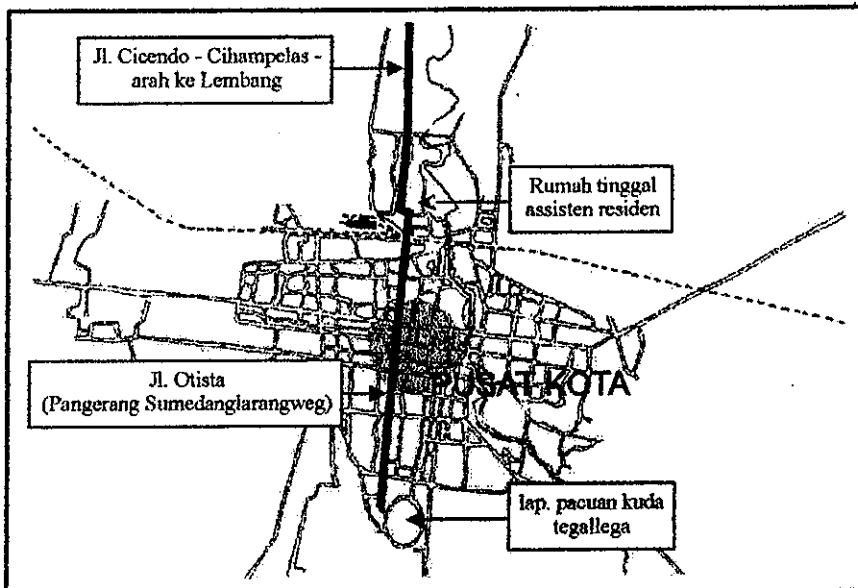 Jl. Cicendo - Cihampelas -
arah ke Lembang
Rumah tinggal
assisten residen
Jl. Otista
(Pangerang Sumedanglarangweg)
PUSAT KOTA
lap. pacuan kuda
tegallega